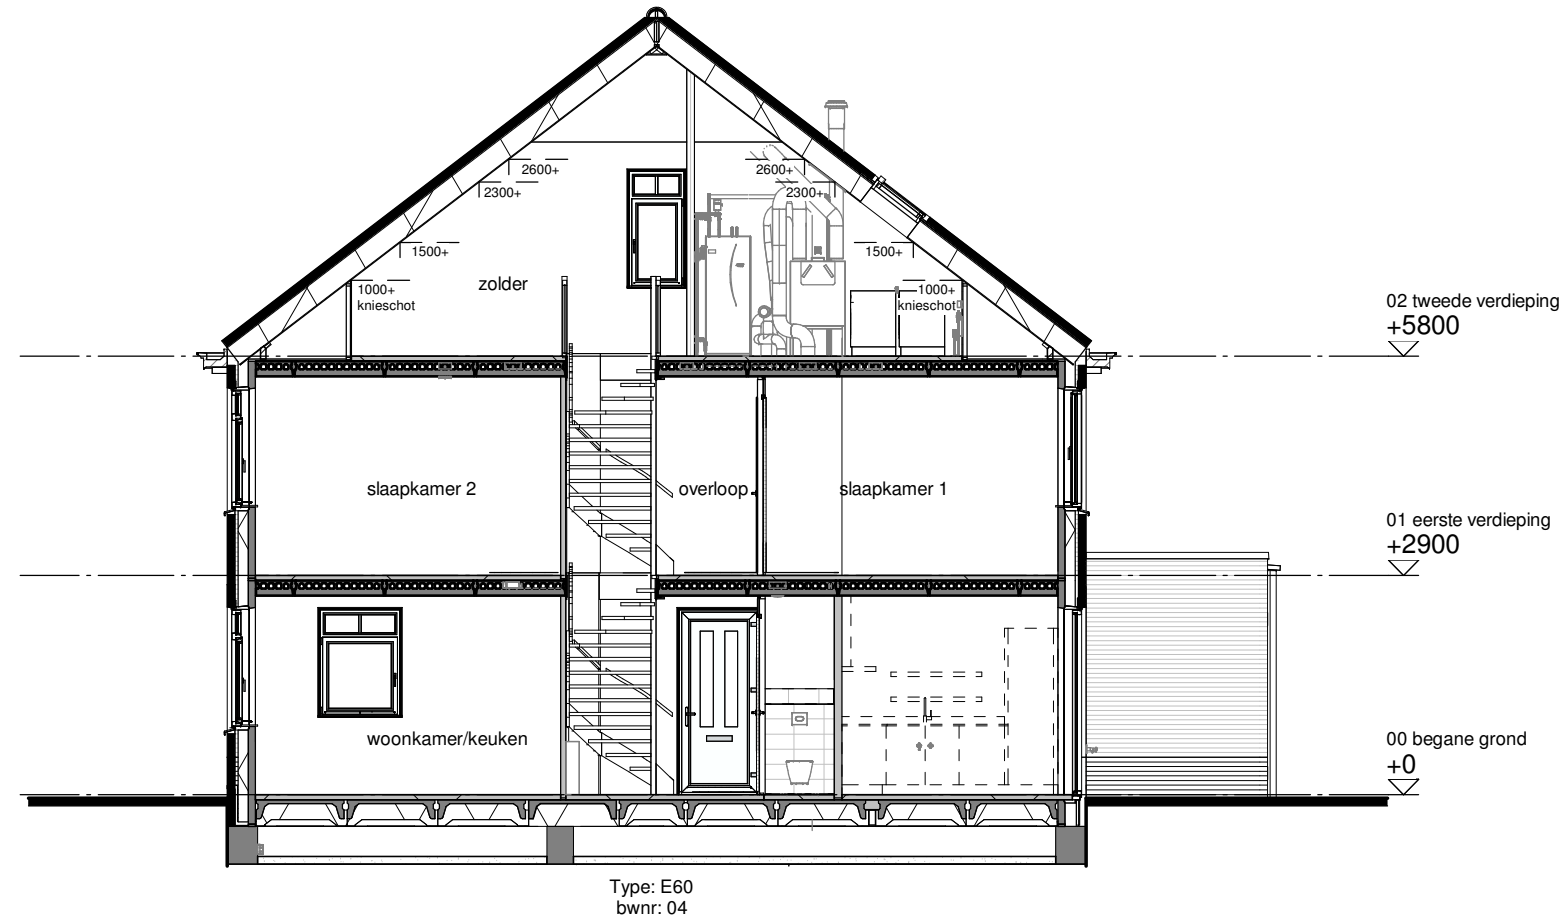 2600+
2600+
2300+
2300+
1500+
1500+
zolder
1000+
knieschot
1000+
knieschot
02 tweede verdieping
+5800
slaapkamer 2
overloop
slaapkamer 1
01 eerste verdieping
+2900
woonkamer/keuken
00 begane grond
+0
Type: E60
bwnr: 04